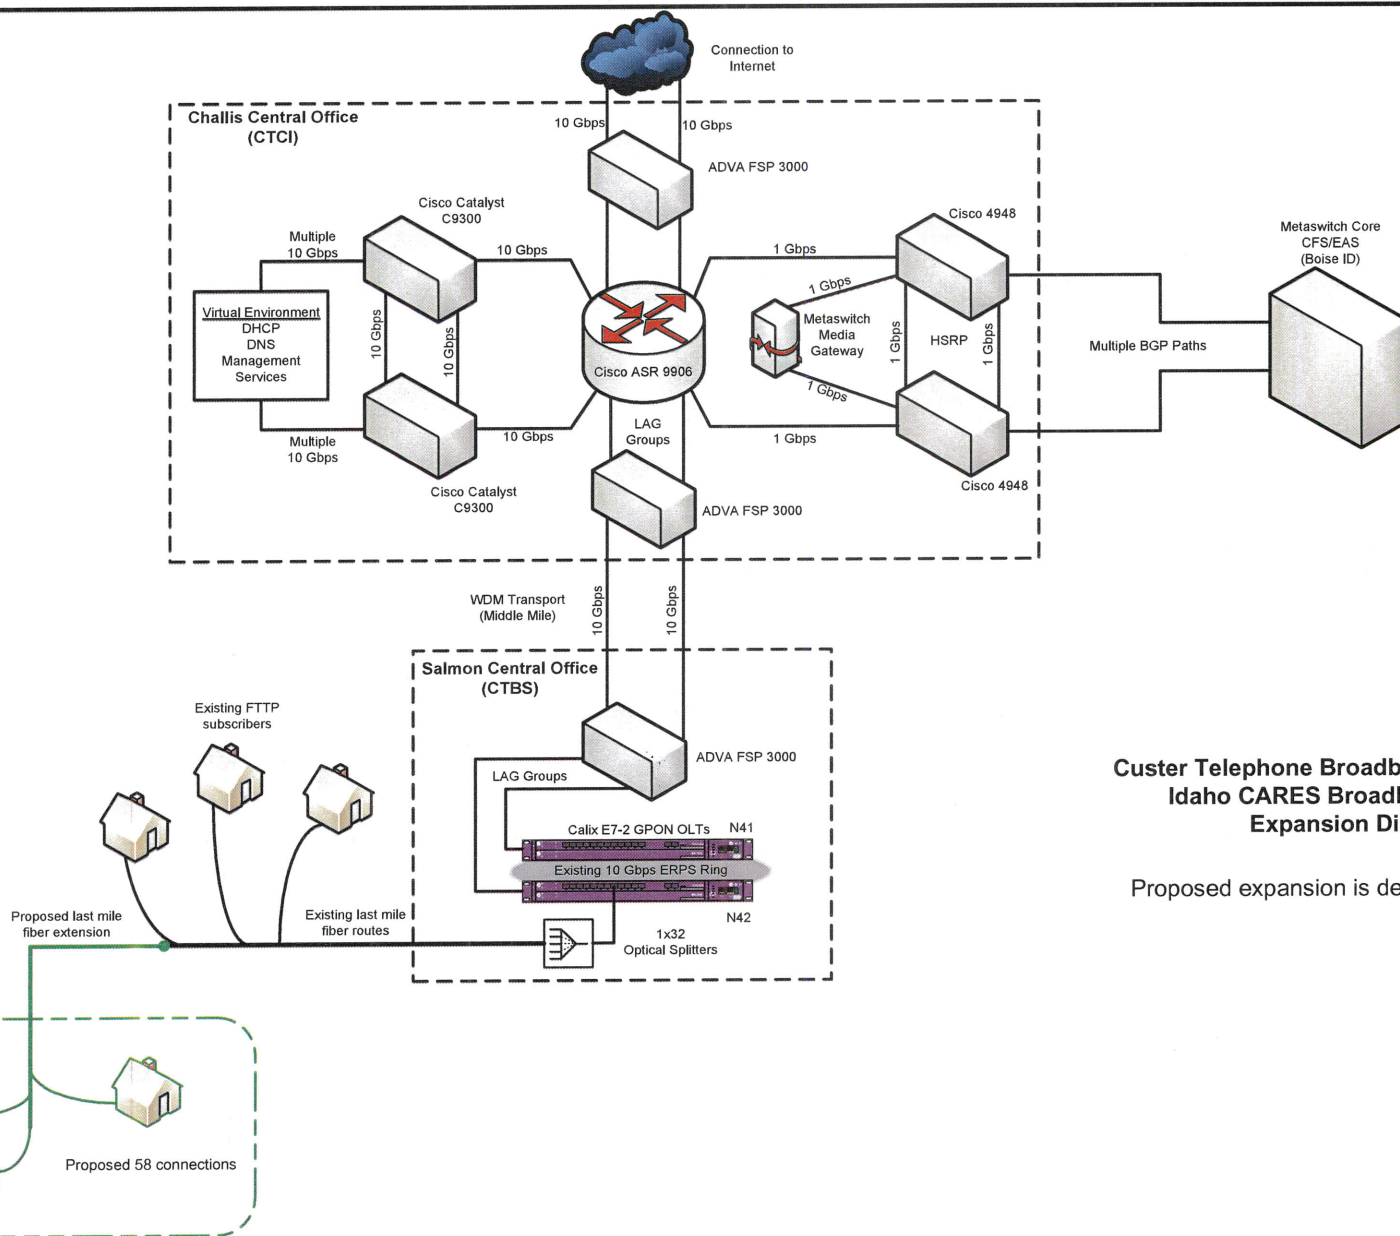 Connection to
Internet
Challis Central Office
(CTCI)
10 Gbps
10 Gbps
ADVA FSP 3000
Cisco Catalyst
C9300
Cisco 4948
Metaswitch Core
CFS/EAS
(Boise ID)
Multiple
10 Gbps
10 Gbps
1 Gbps
1 Gbps
Virtual Environment
DHCP
DNS
Management
Services
10 Gbps
10 Gbps
Cisco ASR 9906
Metaswitch
Media
Gateway
1 Gbps
HSRP
1 Gbps
Multiple BGP Paths
1 Gbps
Multiple
10 Gbps
10 Gbps
LAG
Groups
1 Gbps
Cisco Catalyst
C9300
ADVA FSP 3000
Cisco 4948
WDM Transport
(Middle Mile)
10 Gbps
10 Gbps
Salmon Central Office
(CTBS)
Existing FTTP
subscribers
ADVA FSP 3000
LAG Groups
Calix E7-2 GPON OLTs
N41
Existing 10 Gbps ERPS Ring
N42
Proposed last mile
fiber extension
Existing last mile
fiber routes
1x32
Optical Splitters
Custer Telephone Broadb
Idaho CARES Broadl
Expansion Di
Proposed expansion is de
Proposed 58 connections